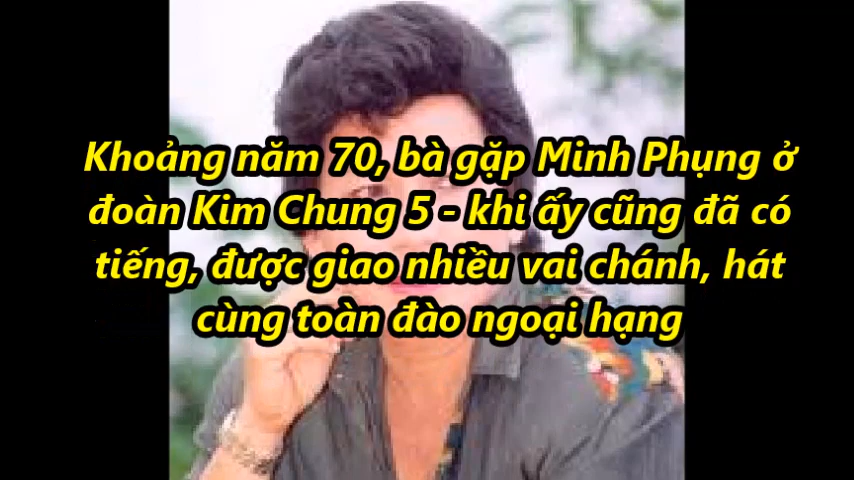 Khoảng năm 70, bà gặp Minh Phụng ở
đoàn Kim Chung 5 - khi ấy cũng đã có
tiếng, được giao nhiều vai chánh, hát
cùng toàn đào ngoại hạng